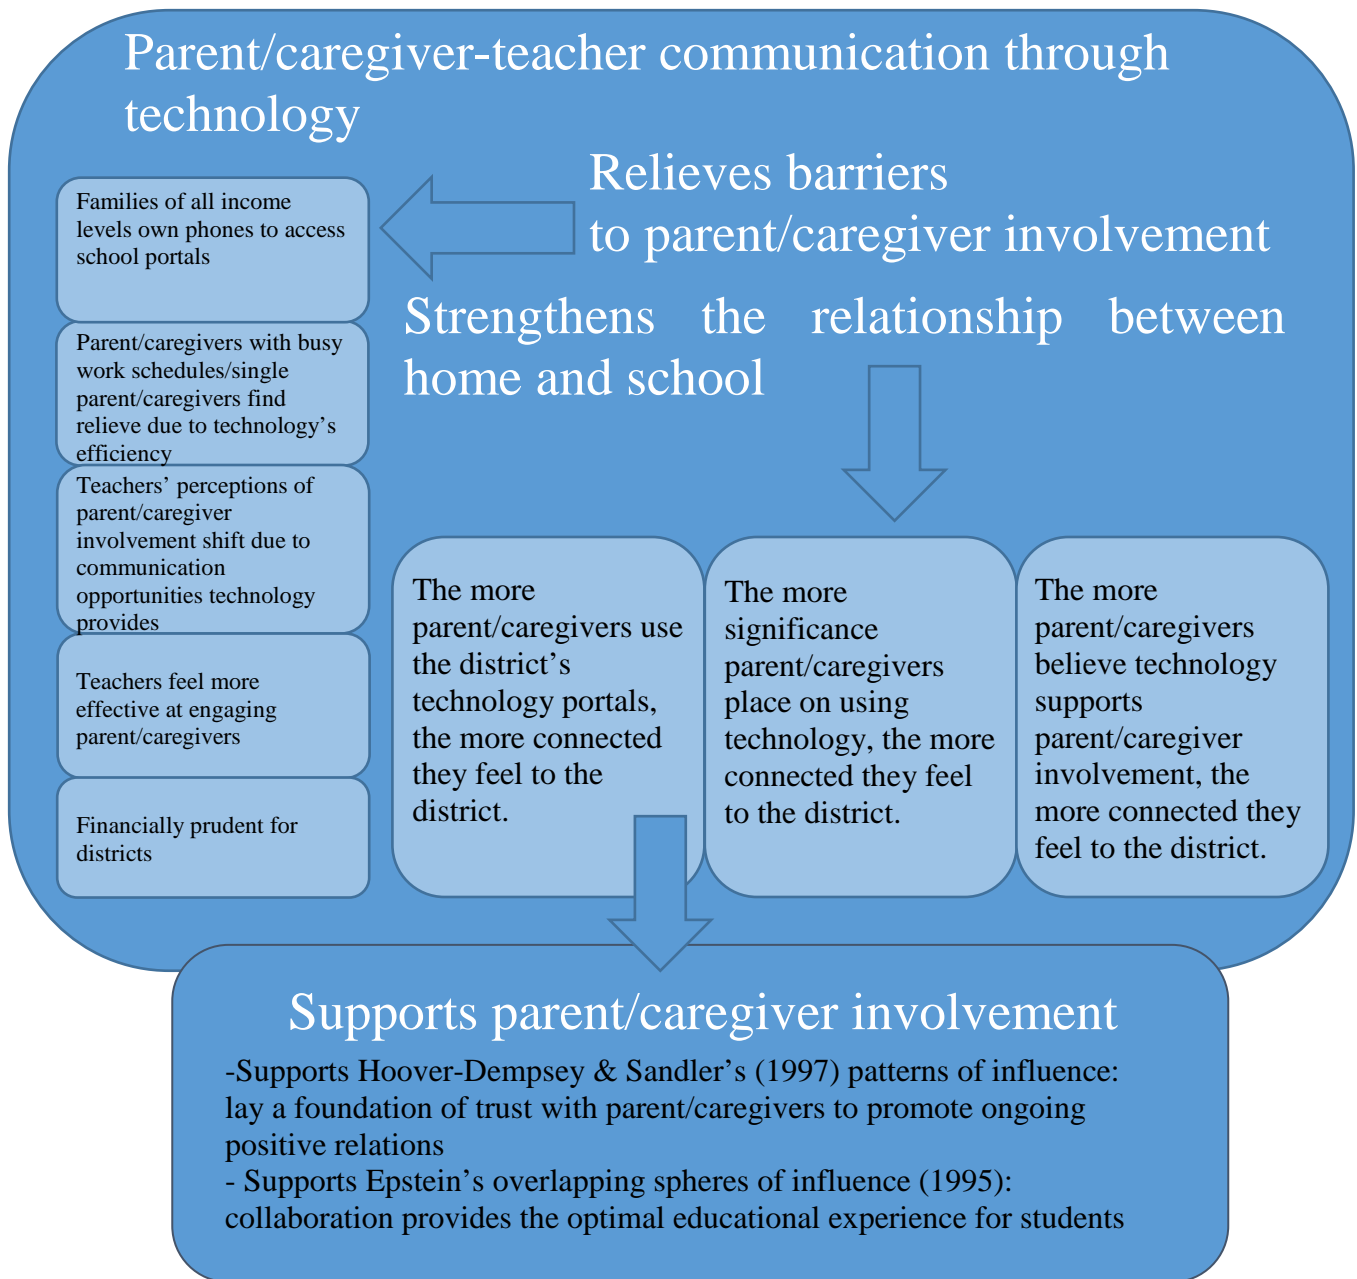 Parent/caregiver-teacher communication through
technology
Relieves barriers
to parent/caregiver involvement
Families of all income
levels own phones to access
school portals
Parent/caregivers with busy
work schedules/single
parent/caregivers find
relieve due to technology’s
efficiency
Teachers’ perceptions of
parent/caregiver
involvement shift due to
communication
opportunities technology
provides
Teachers feel more
effective at engaging
parent/caregivers
Financially prudent for
districts
Strengthens the relationship between
home and school
The more
parent/caregivers use
the district’s
technology portals,
the more connected
they feel to the
district.
The more
significance
parent/caregivers
place on using
technology, the more
connected they feel
to the district.
The more
parent/caregivers
believe technology
supports
parent/caregiver
involvement, the
more connected they
feel to the district.
Supports parent/caregiver involvement
-Supports Hoover-Dempsey & Sandler’s (1997) patterns of influence:
lay a foundation of trust with parent/caregivers to promote ongoing
positive relations
- Supports Epstein’s overlapping spheres of influence (1995):
collaboration provides the optimal educational experience for students